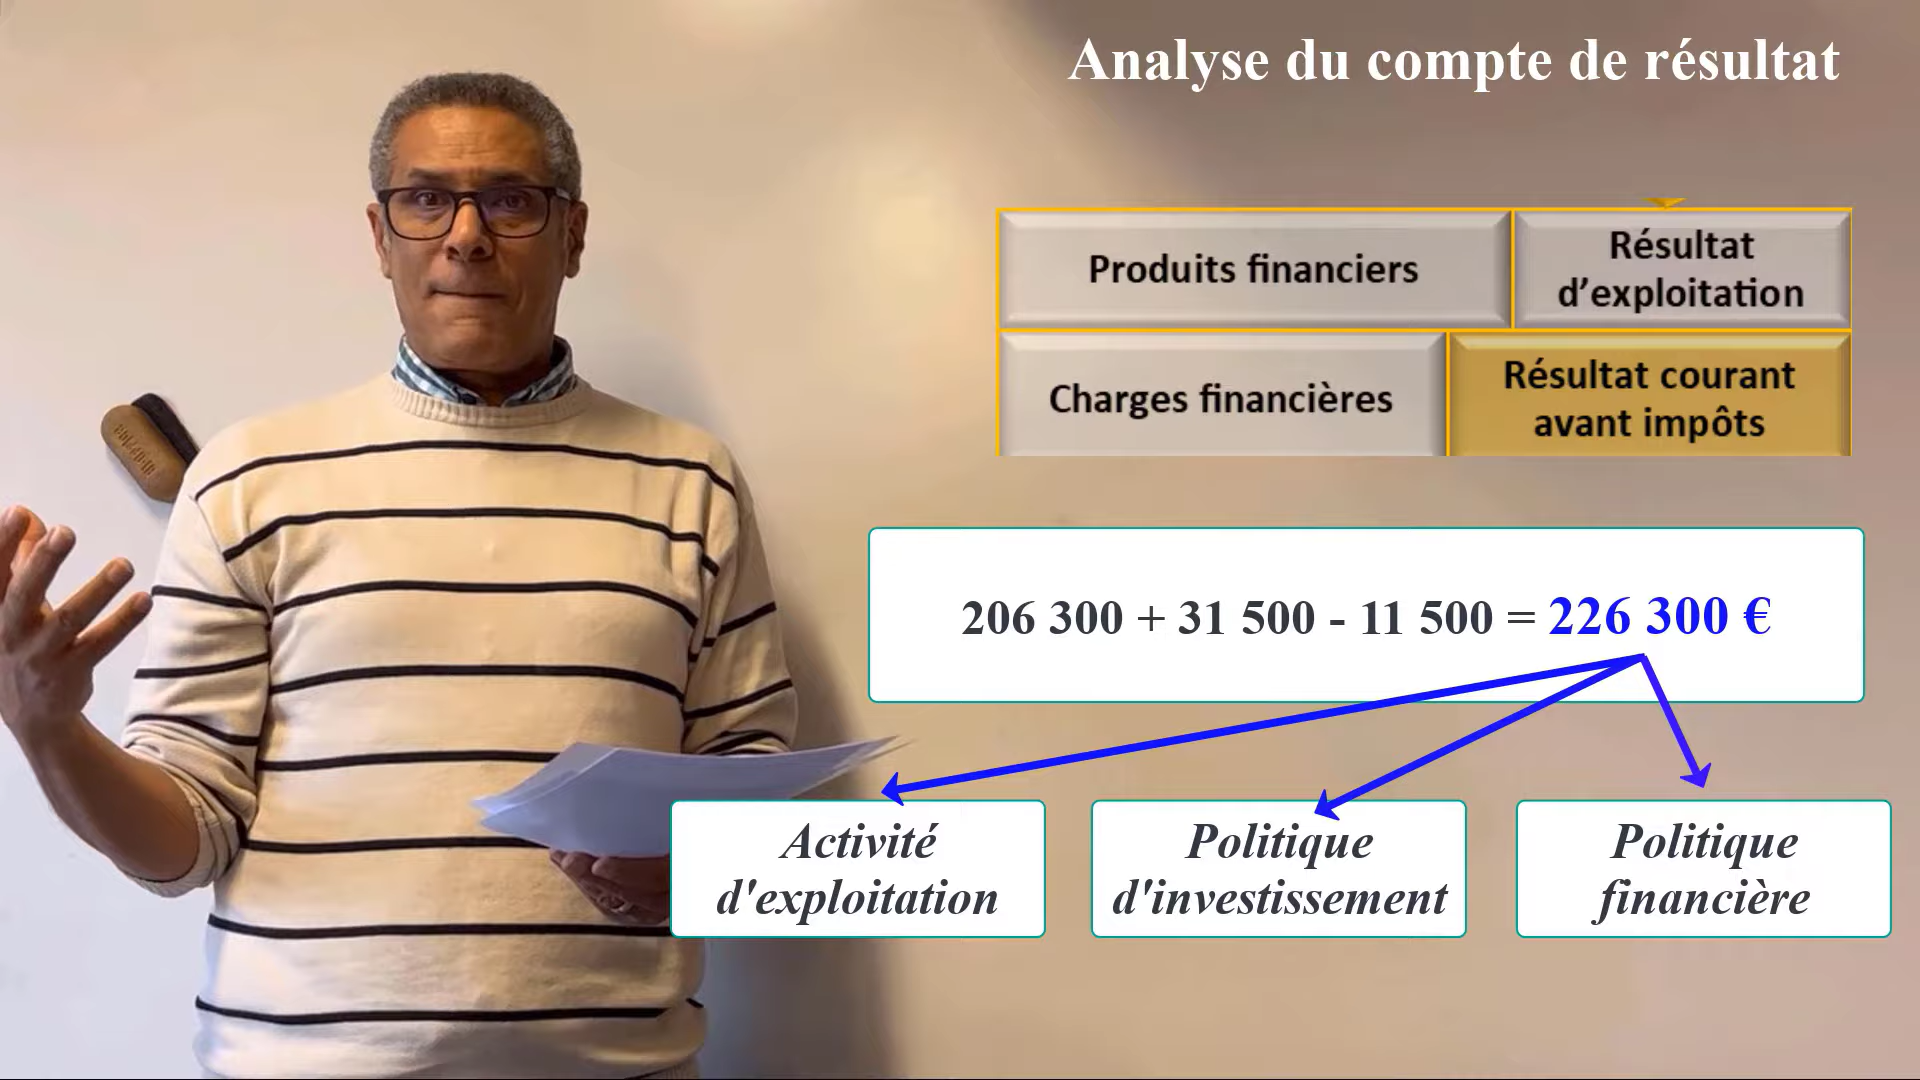 Analyse du compte de résultat
Produits financiers
Résultat
d’exploitation
Charges financières
Résultat courant
avant impôts
206 300 + 31 500 - 11 500 = 226 300 €
Activité
d'exploitation
Politique
d'investissement
Politique
financière